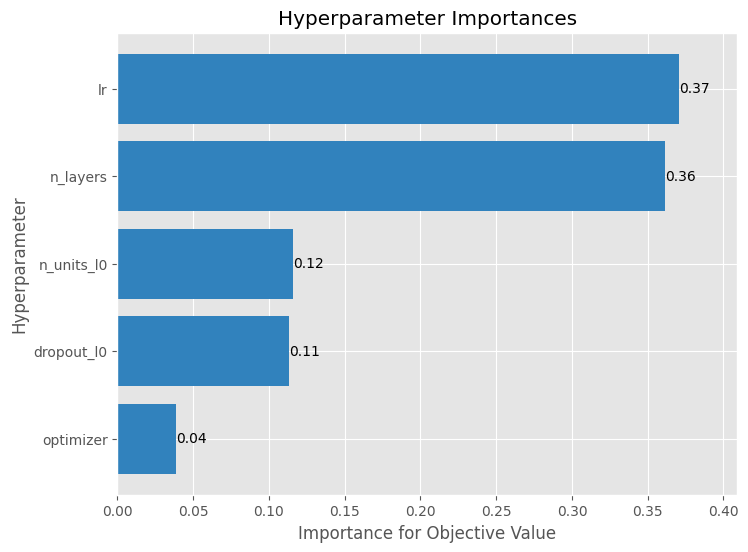 Hyperparameter Importances
lr
0.37
n_layers
0.36
n_units_l0
0.12
dropout_l0
0.11
optimizer
0.04
Hyperparameter
0.00 0.05 0.10 0.15 0.20 0.25 0.30 0.35 0.40
Importance for Objective Value